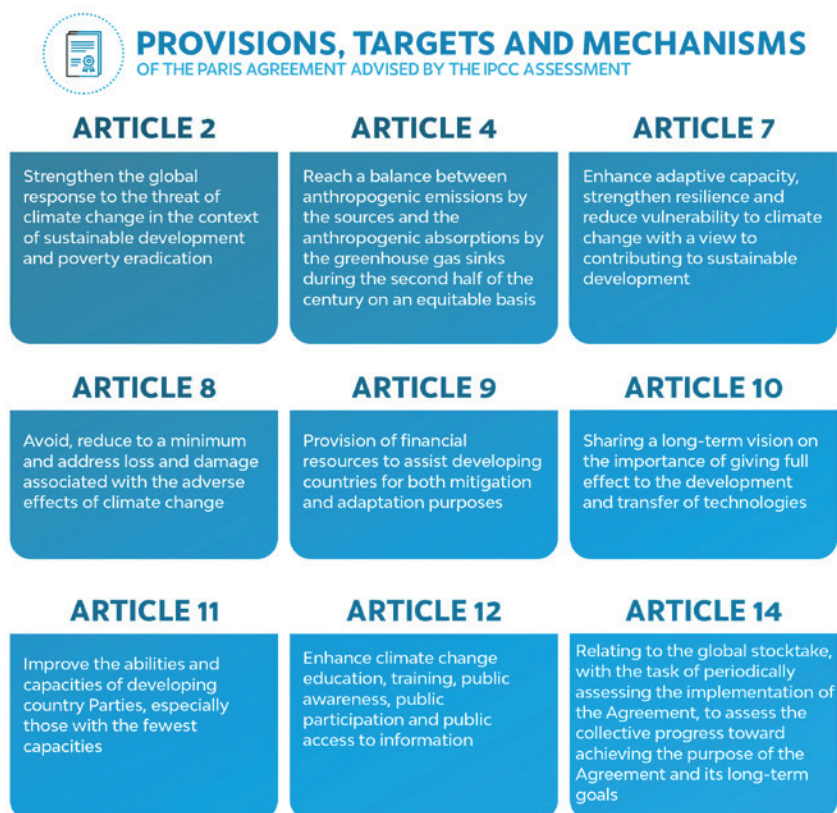 PROVISIONS, TARGETS AND MECHANISMS
OF THE PARIS AGREEMENT ADVISED BY THE IPCC ASSESSMENT
ARTICLE 2
Strengthen the global
response to the threat of
climate change in the context
of sustainable development
and poverty eradication
ARTICLE 4
Reach a balance between
anthropogenic emissions by
the sources and the
anthropogenic absorptions by
the greenhouse gas sinks
during the second half of the
century on an equitable basis
ARTICLE 7
Enhance adaptive capacity,
strengthen resilience and
reduce vulnerability to climate
change with a view to
contributing to sustainable
development
ARTICLE 8
Avoid, reduce to a minimum
and address loss and damage
associated with the adverse
effects of climate change
ARTICLE 9
Provision of financial
resources to assist developing
countries for both mitigation
and adaptation purposes
ARTICLE 10
Sharing a long-term vision on
the importance of giving full
effect to the development
and transfer of technologies
ARTICLE 11
Improve the abilities and
capacities of developing
country Parties, especially
those with the fewest
capacities
ARTICLE 12
Enhance climate change
education, training, public
awareness, public
participation and public
access to information
ARTICLE 14
Relating to the global stocktake,
with the task of periodically
assessing the implementation of
the Agreement, to assess the
collective progress toward
achieving the purpose of the
Agreement and its long-term
goals